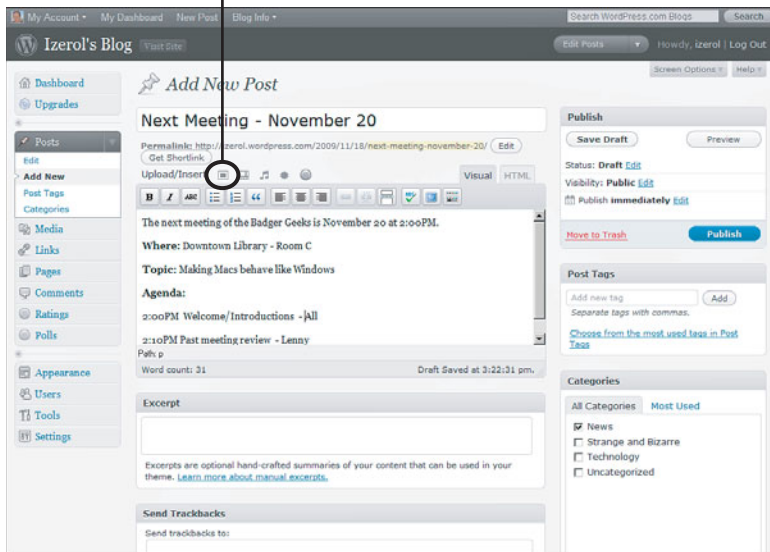 My Account My Dashboard New Post Blog Info Search WordPress.com Blogs Search
Izerol's Blog Visit Site Edit Posts Howdy, izerol | Log Out
Screen Options Help
Dashboard
Upgrades
Posts
Edit
Add New
Post Tags
Categories
Media
Links
Pages
Comments
Ratings
Polls
Appearance
Users
Tools
Settings
Add New Post
Next Meeting - November 20
Permalink: http://izerol.wordpress.com/2009/11/18/next-meeting-november-20/ Edit
Get Shortlink
Upload/Insert Visual HTML
B I ABC
The next meeting of the Badger Geeks is November 20 at 2:00PM.
Where: Downtown Library - Room C
Topic: Making Macs behave like Windows
Agenda:
2:00PM Welcome/Introductions - All
2:10PM Past meeting review - Lenny
Path: p
Word count: 31 Draft Saved at 3:22:31 pm.
Excerpt
Excerpts are optional hand-crafted summaries of your content that can be used in your
theme. Learn more about manual excerpts.
Send Trackbacks
Send trackbacks to:
Publish
Save Draft Preview
Status: Draft Edit
Visibility: Public Edit
Publish immediately Edit
Move to Trash Publish
Post Tags
Add new tag Add
Separate tags with commas.
Choose from the most used tags in Post
Tags
Categories
All Categories Most Used
News
Strange and Bizarre
Technology
Uncategorized